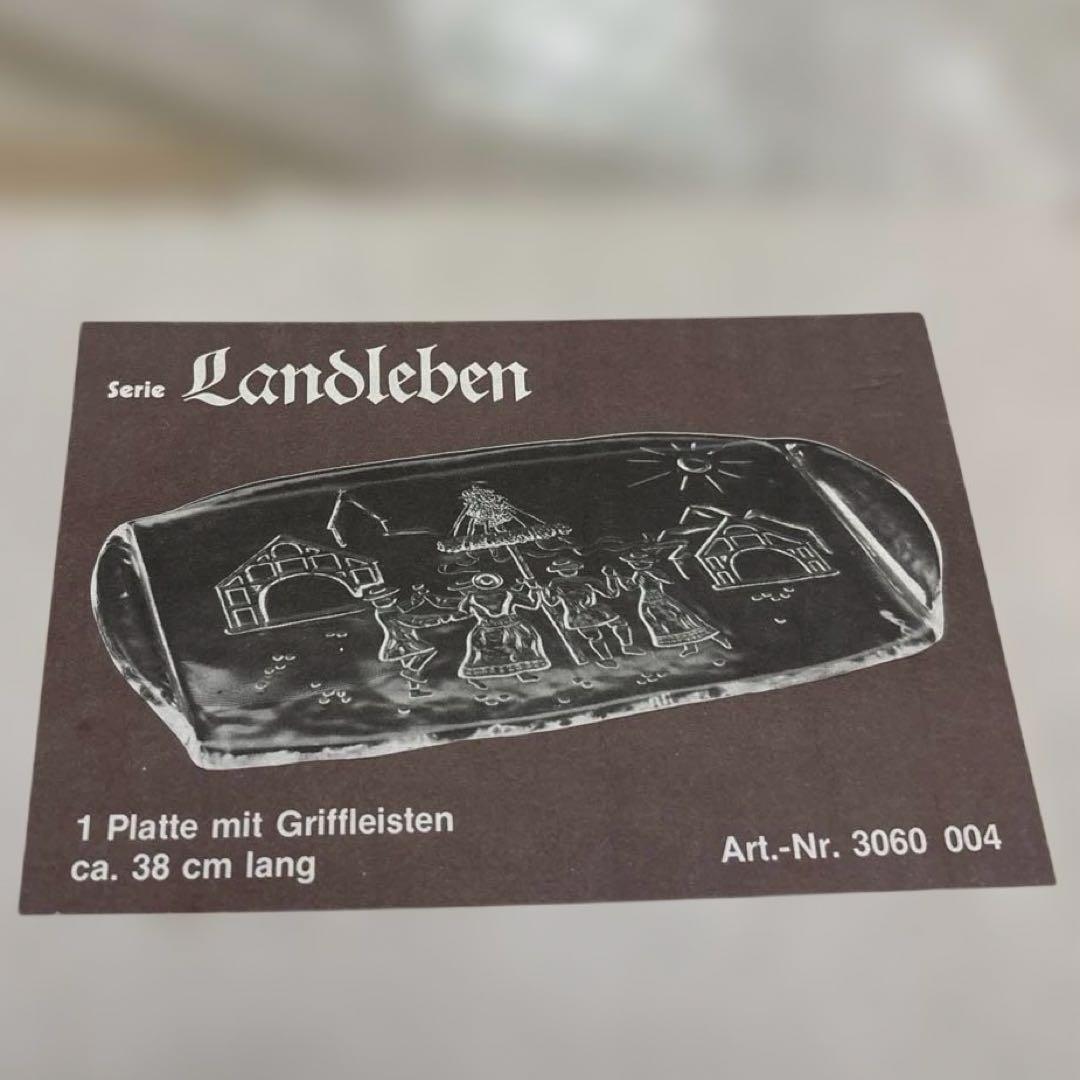 Serie Landleben
1 Platte mit Griffleisten
ca. 38 cm lang
Art.-Nr. 3060 004